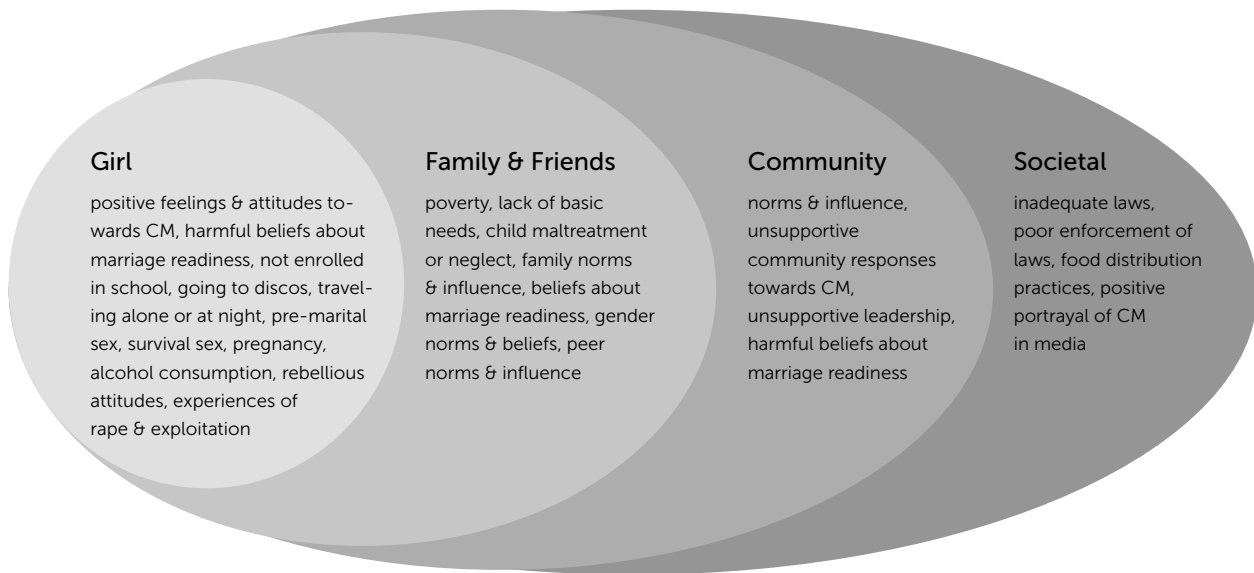 Girl
positive feelings & attitudes to-
wards CM, harmful beliefs about
marriage readiness, not enrolled
in school, going to discos, travel-
ing alone or at night, pre-marital
sex, survival sex, pregnancy,
alcohol consumption, rebellious
attitudes, experiences of
rape & exploitation
Family & Friends
poverty, lack of basic
needs, child maltreatment
or neglect, family norms
& influence, beliefs about
marriage readiness, gender
norms & beliefs, peer
norms & influence
Community
norms & influence,
unsupportive
community responses
towards CM,
unsupportive leadership,
harmful beliefs about
marriage readiness
Societal
inadequate laws,
poor enforcement of
laws, food distribution
practices, positive
portrayal of CM
in media